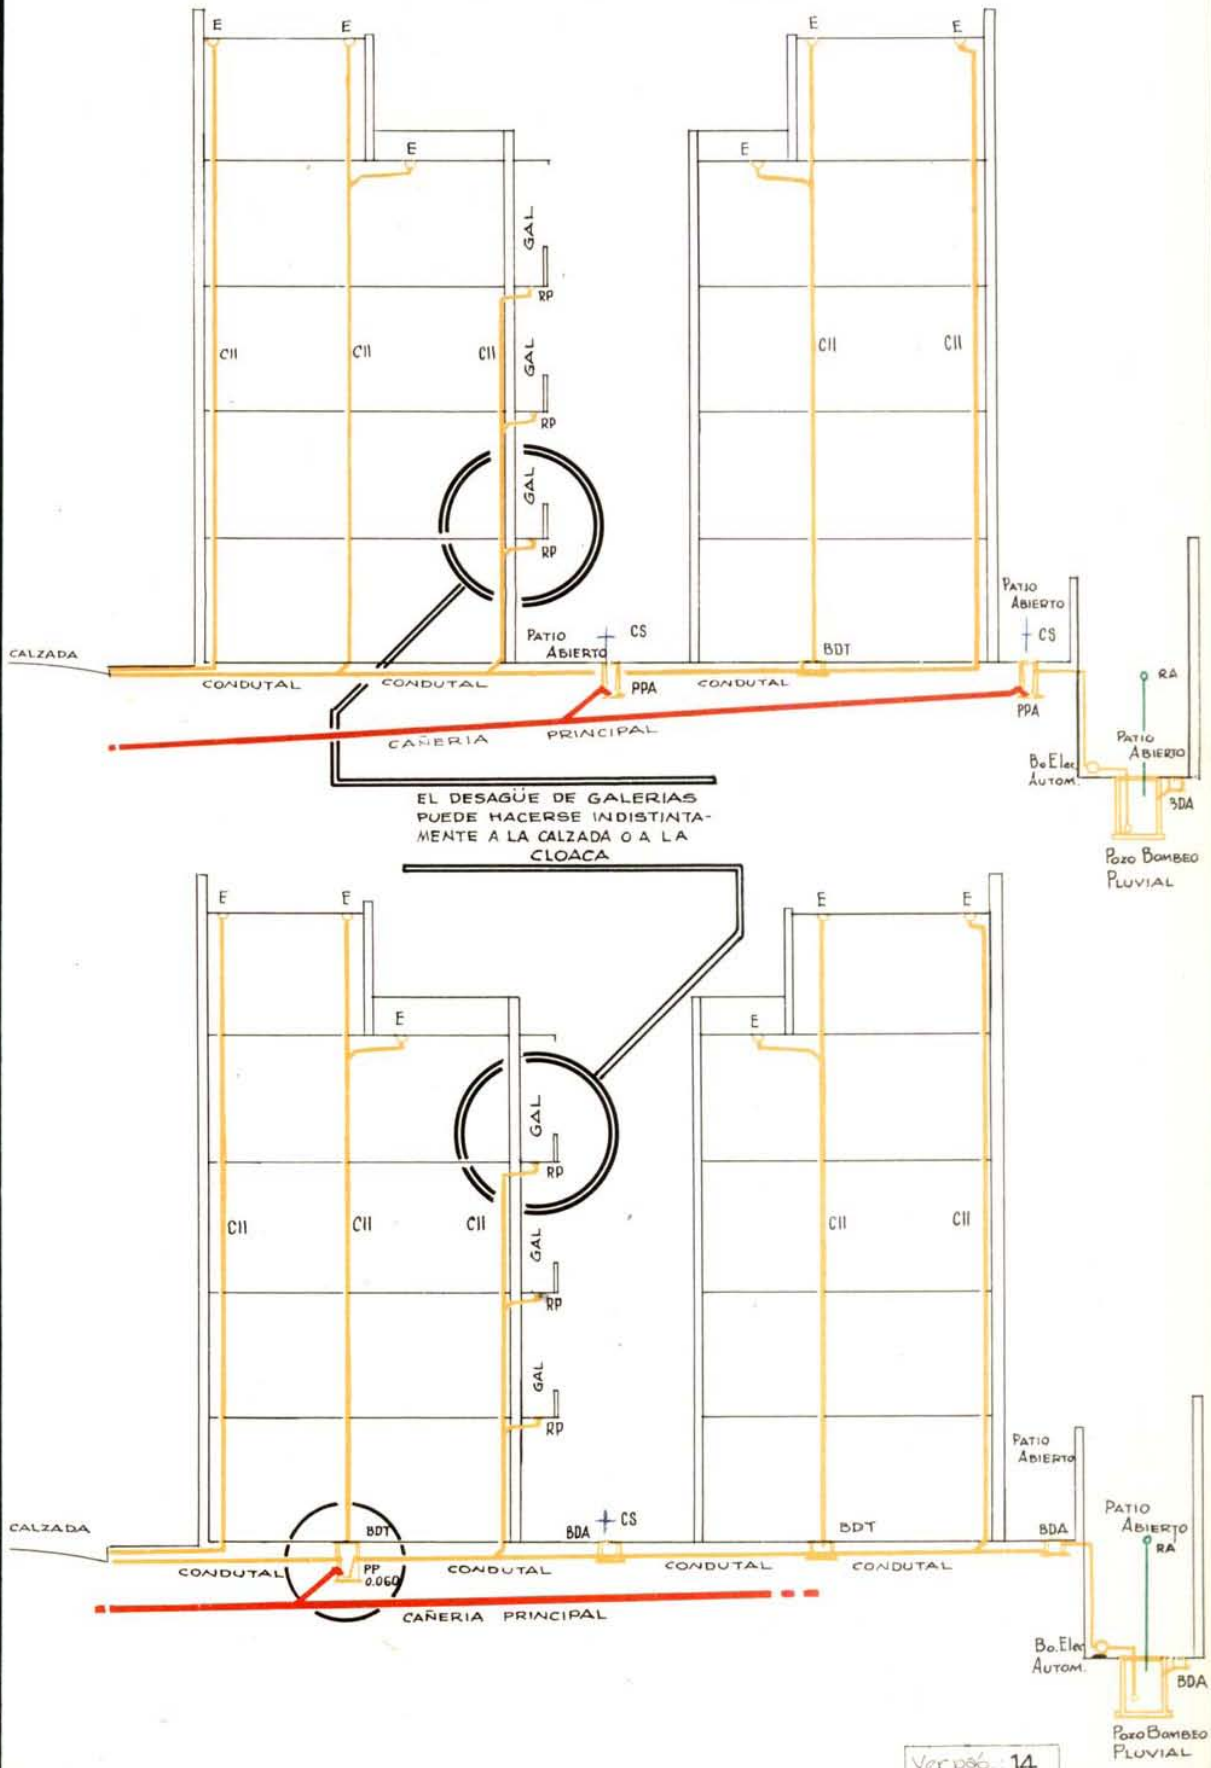 E E E E
E E
GAL
RP
CII CII CII GAL CII CII
RP
GAL
RP
PATIO
ABIERTO
CALZADA
PATIO
ABIERTO
CS
BDT
CS
CONDUTAL CONDUTAL PPA CONDUTAL
PPA
RA
CAÑERIA PRINCIPAL
PATIO
ABIERTO
Bo Elec
AUTOM.
BDA
EL DESAGÜE DE GALERIAS
PUEDE HACERSE INDISTINTA-
MENTE A LA CALZADA O A LA
CLOACA
POZO BOMBEO
PLUVIAL
E E E E
E E
GAL
RP
CII CII CII CII CII
GAL
RP
GAL
RP
PATIO
ABIERTO
CALZADA
BDT
BDA CS
BDT
BDA
PATIO
ABIERTO
RA
CONDUTAL
PP
0.060
CONDUTAL CONDUTAL CONDUTAL
CAÑERIA PRINCIPAL
Bo.Elec
AUTOM.
BDA
POZO BOMBEO
PLUVIAL
Ver pág. 14